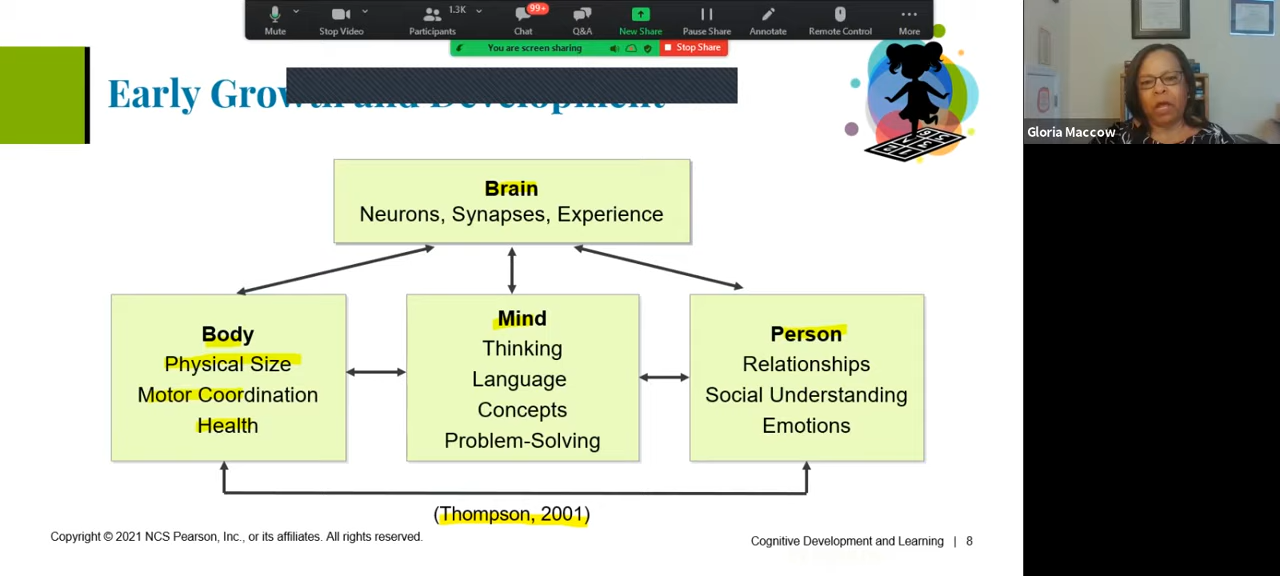 1.3K
99+
Mute
Stop Video
Participants
Chat
Q&A
New Share
Pause Share
Annotate
Remote Control
More
You are screen sharing
Stop Share
Early Growth and Development
Gloria Maccow
Brain
Neurons, Synapses, Experience
Body
Physical Size
Motor Coordination
Health
Mind
Thinking
Language
Concepts
Problem-Solving
Person
Relationships
Social Understanding
Emotions
(Thompson, 2001)
Copyright © 2021 NCS Pearson, Inc., or its affiliates. All rights reserved.
Cognitive Development and Learning | 8